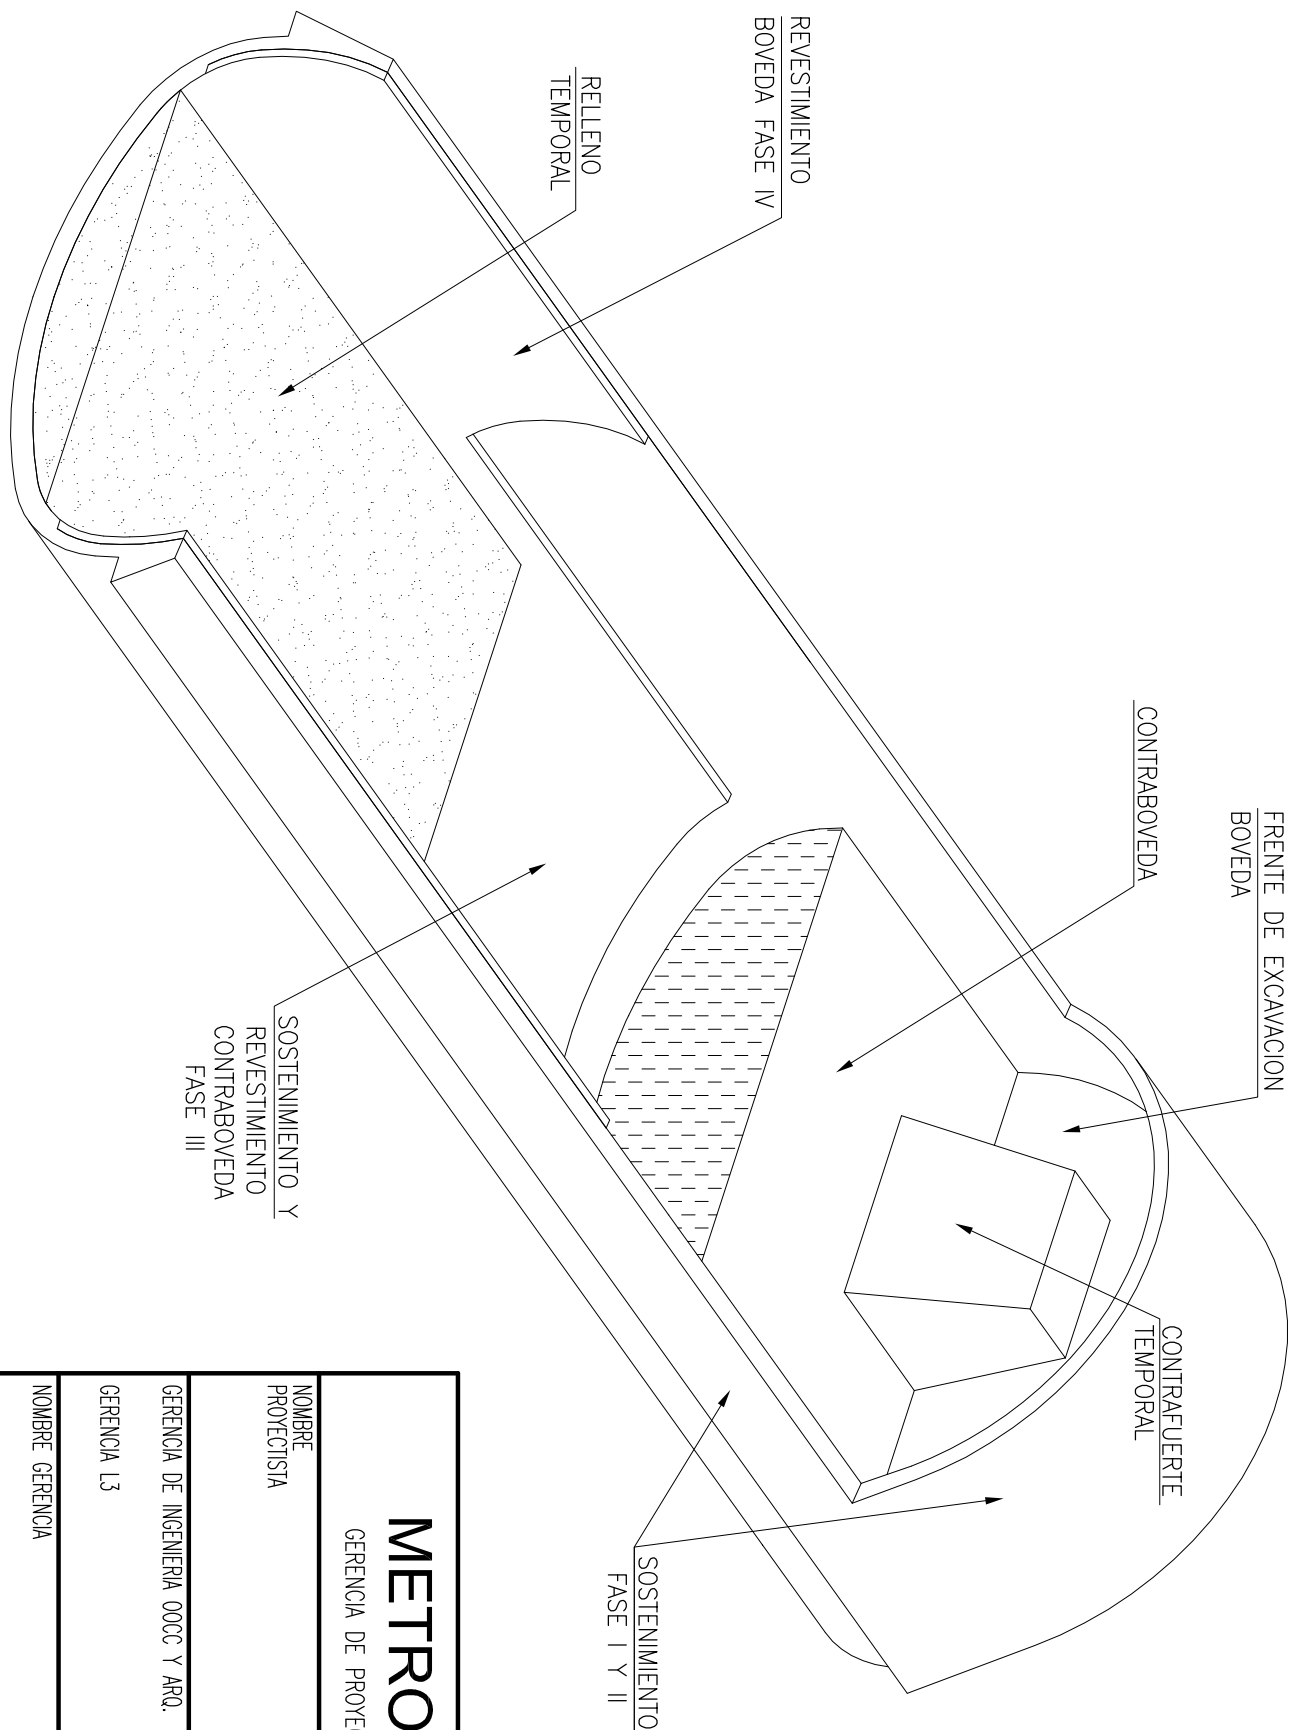 FRENTE DE EXCAVACION
BOVEDA
CONTRABOVEDA
REVESTIMIENTO
BOVEDA FASE IV
RELLENO
TEMPORAL
CONTRAFUERTE
TEMPORAL
SOSTENIMIENTO
FASE I Y II
SOSTENIMIENTO Y
REVESTIMIENTO
CONTRABOVEDA
FASE III
METRO
GERENCIA DE PROYEC
NOMBRE
PROYECTISTA
GERENCIA DE INGENIERIA OOCC Y ARQ.
GERENCIA L3
NOMBRE GERENCIA